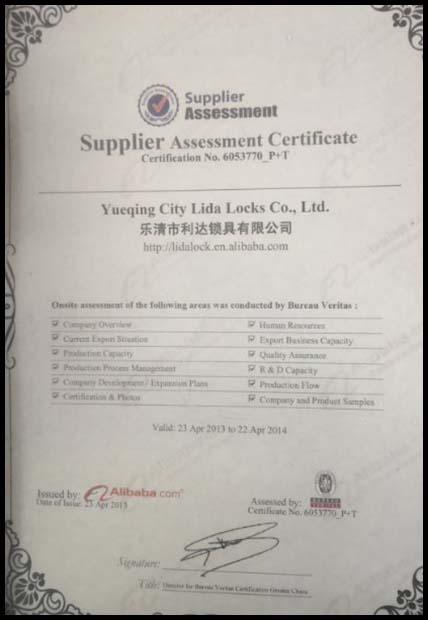 Supplier
Assessment
Supplier Assessment Certificate
Certification No. 6053770_P+T
Yueqing City Lida Locks Co., Ltd.
乐清市利达锁具有限公司
http://lidalock.en.alibaba.com
Onsite assessment of the following areas was conducted by Bureau Veritas :
Company Overview
Human Resources
Current Export Situation
Export Business Capacity
Production Capacity
Quality Assurance
Production Process Management
R & D Capacity
Company Development / Expansion Plans
Production Flow
Certification & Photos
Company and Product Samples
Valid: 23 Apr 2013 to 22 Apr 2014
Issued by: Alibaba.com®
Date of Issue: 23 Apr 2013
Assessed by: BUREAU VERITAS
Certificate No. 6053770_P+T
Signature:
Title: Director for Bureau Veritas Certification Greater China